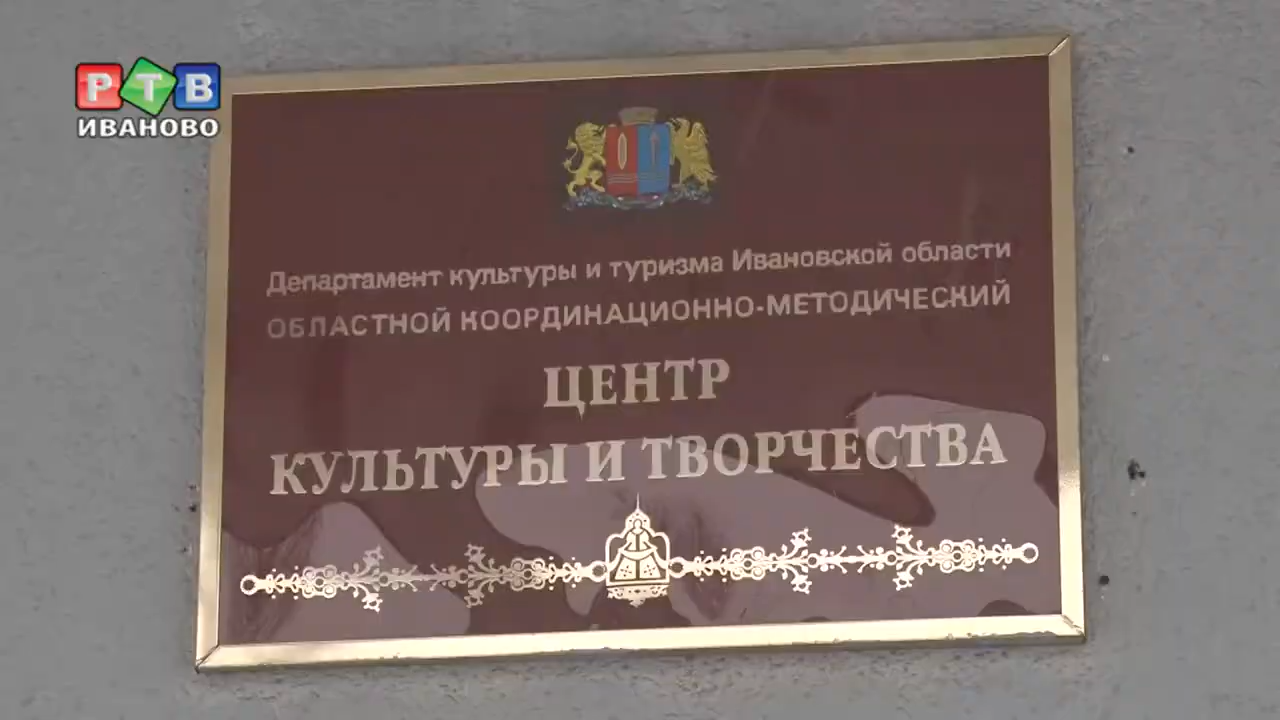 РТВ
ИВАНОВО
Департамент культуры и туризма Ивановской области
ОБЛАСТНОЙ КООРДИНАЦИОННО-МЕТОДИЧЕСКИЙ
ЦЕНТР
КУЛЬТУРЫ И ТВОРЧЕСТВА